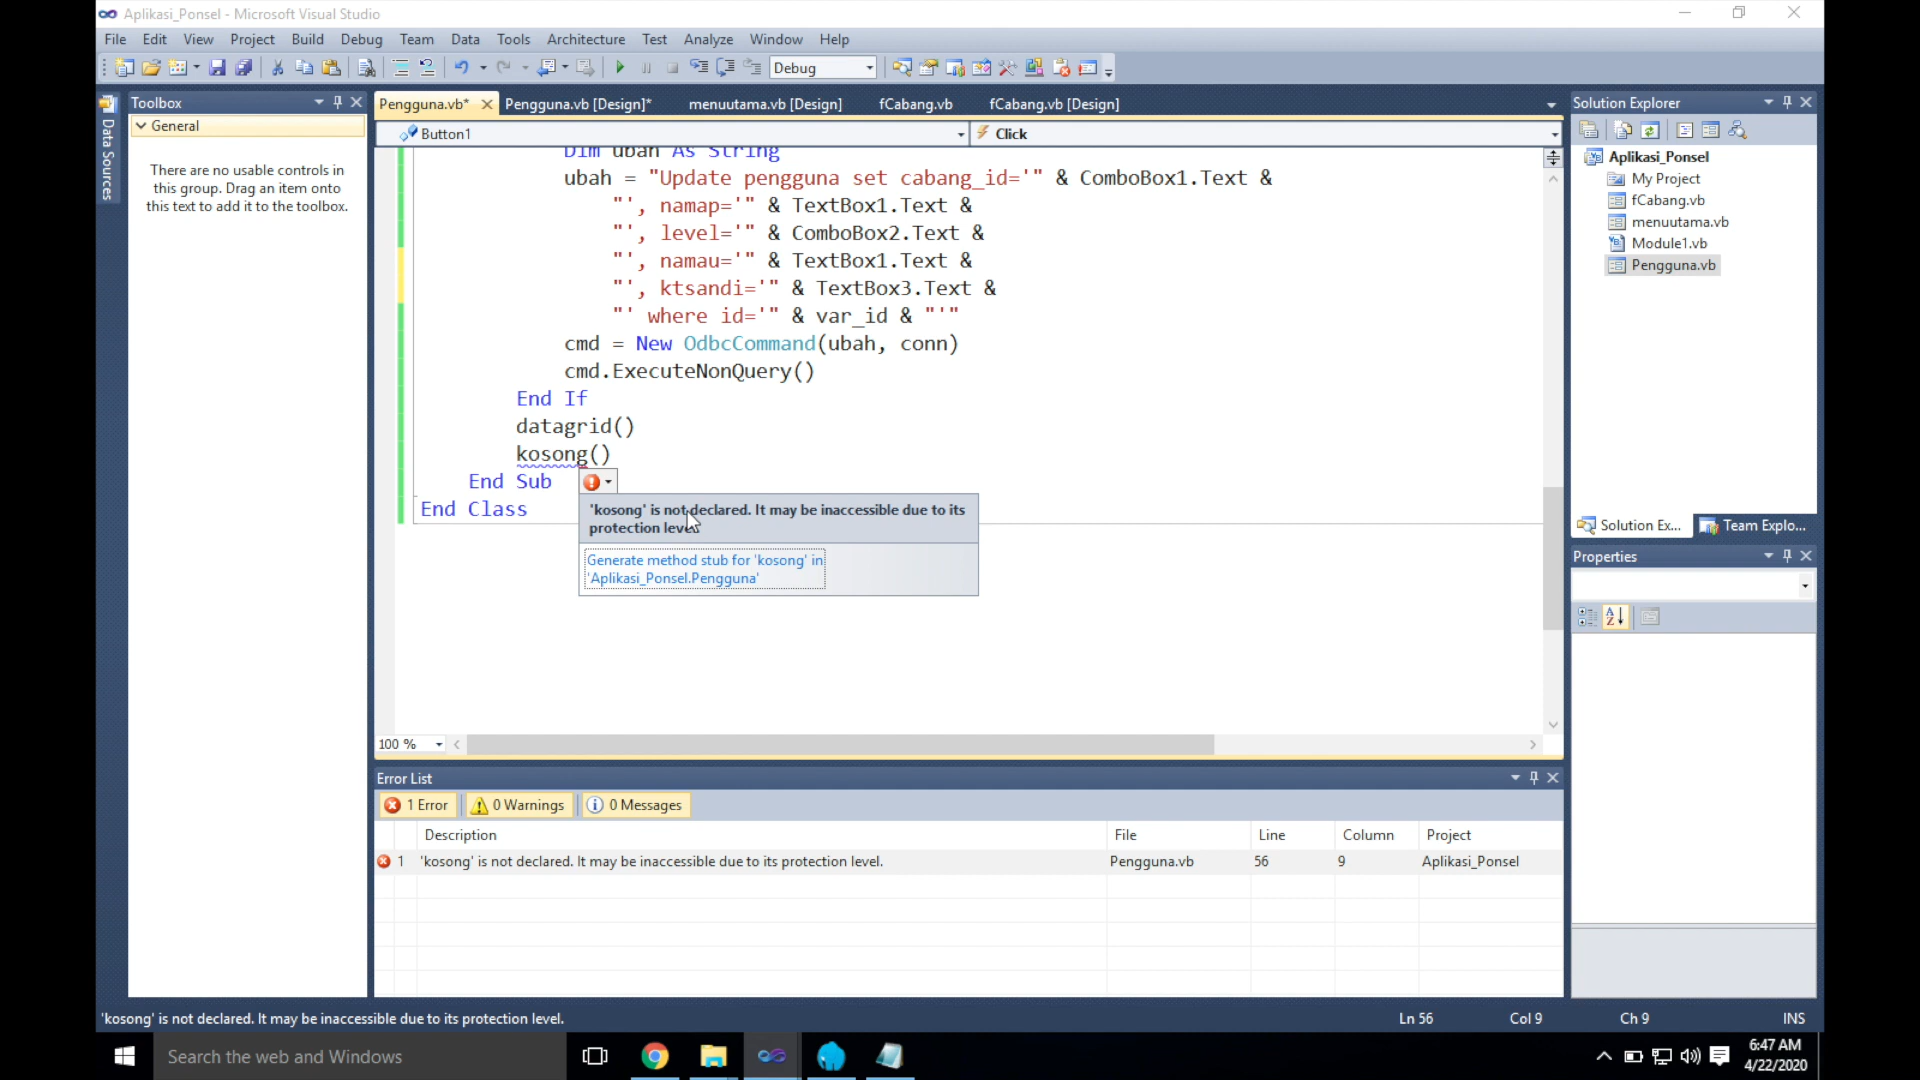 Aplikasi_Ponsel - Microsoft Visual Studio
File Edit View Project Build Debug Team Data Tools Architecture Test Analyze Window Help
Debug
Data Sources
Toolbox
General
There are no usable controls in
this group. Drag an item onto
this text to add it to the toolbox.
Pengguna.vb* Pengguna.vb [Design]* menuutama.vb [Design] fCabang.vb fCabang.vb [Design]
Button1 Click
Dim ubah As String
ubah = "Update pengguna set cabang_id='" & ComboBox1.Text &
"', namap='" & TextBox1.Text &
"', level='" & ComboBox2.Text &
"', namau='" & TextBox1.Text &
"', ktsandi='" & TextBox3.Text &
"' where id='" & var_id & "'"
cmd = New OdbcCommand(ubah, conn)
cmd.ExecuteNonQuery()
End If
datagrid()
kosong()
End Sub
End Class
'kosong' is not declared. It may be inaccessible due to its
protection level.
Generate method stub for 'kosong' in
'Aplikasi_Ponsel.Pengguna'
100 %
Solution Explorer
Aplikasi_Ponsel
My Project
fCabang.vb
menuutama.vb
Module1.vb
Pengguna.vb
Solution Ex... Team Explo...
Properties
Error List
1 Error 0 Warnings 0 Messages
Description File Line Column Project
1 'kosong' is not declared. It may be inaccessible due to its protection level. Pengguna.vb 56 9 Aplikasi_Ponsel
'kosong' is not declared. It may be inaccessible due to its protection level. Ln 56 Col 9 Ch 9 INS
Search the web and Windows
6:47 AM
4/22/2020